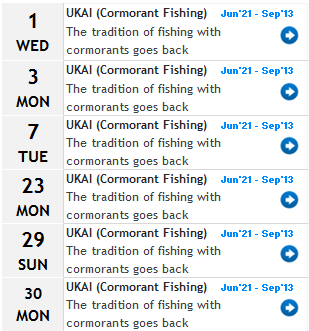 1
WED
UKAI (Cormorant Fishing) Jun'21 - Sep'13
The tradition of fishing with
cormorants goes back
3
MON
UKAI (Cormorant Fishing) Jun'21 - Sep'13
The tradition of fishing with
cormorants goes back
7
TUE
UKAI (Cormorant Fishing) Jun'21 - Sep'13
The tradition of fishing with
cormorants goes back
23
MON
UKAI (Cormorant Fishing) Jun'21 - Sep'13
The tradition of fishing with
cormorants goes back
29
SUN
UKAI (Cormorant Fishing) Jun'21 - Sep'13
The tradition of fishing with
cormorants goes back
30
MON
UKAI (Cormorant Fishing) Jun'21 - Sep'13
The tradition of fishing with
cormorants goes back